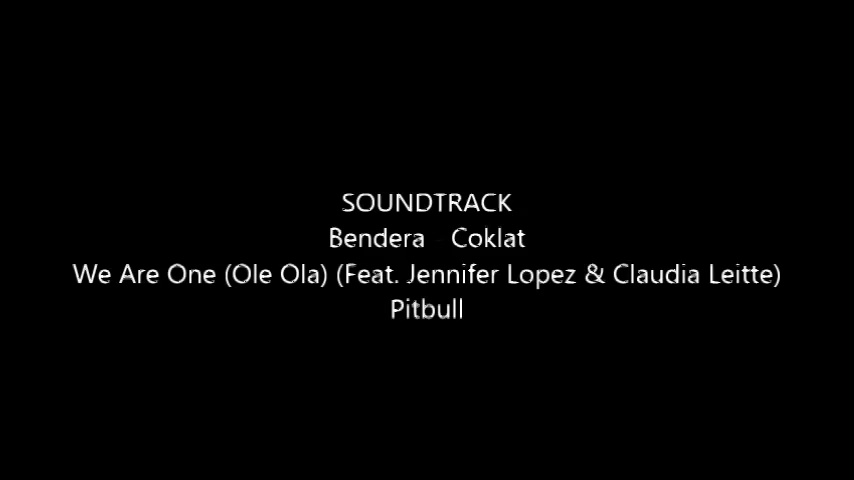 SOUNDTRACK
Bendera - Coklat
We Are One (Ole Ola) (Feat. Jennifer Lopez & Claudia Leitte)
Pitbull